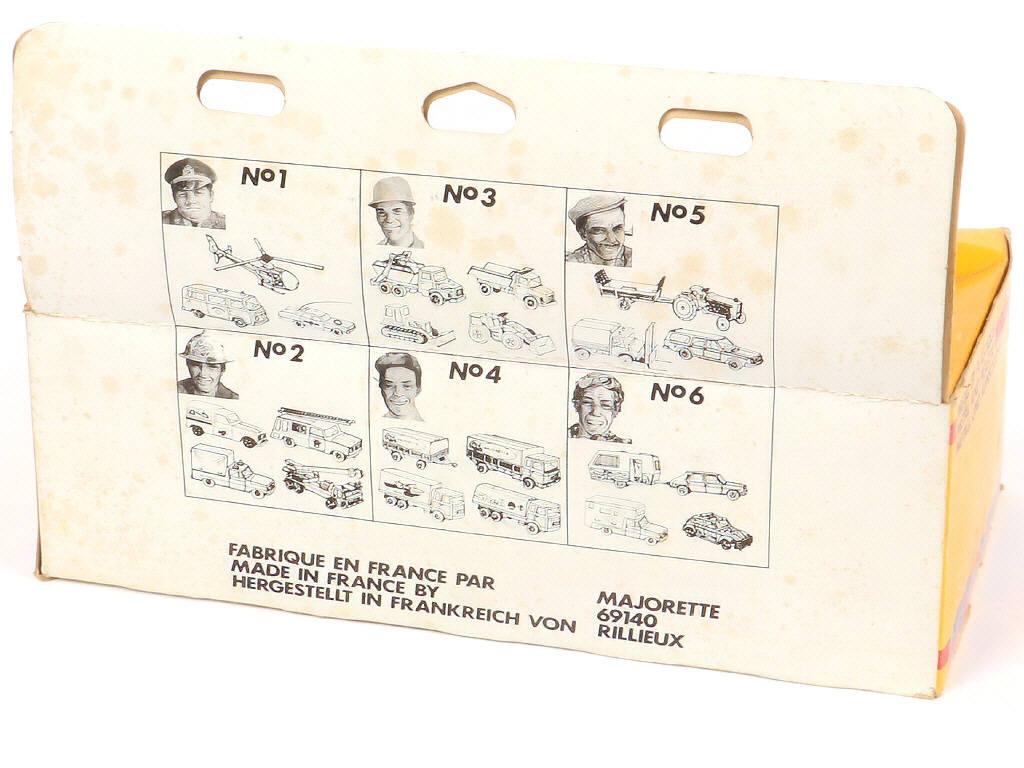 No1
No3
No5
No2
No4
No6
FABRIQUE EN FRANCE PAR
MADE IN FRANCE BY
HERGESTELLT IN FRANKREICH VON
MAJORETTE
69140
RILLIEUX